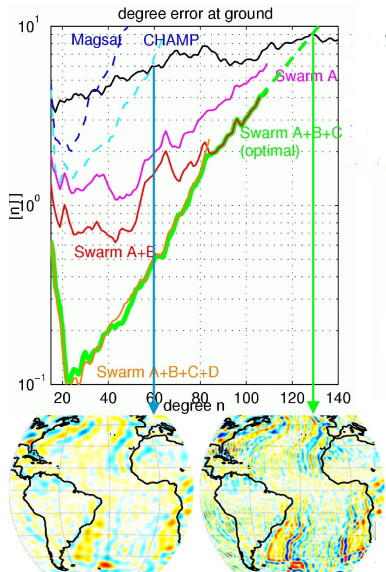 degree error at ground
10¹
Magsat
CHAMP
Swarm A
Swarm A+B+C
(optimal)
10⁰
[nT]
Swarm A+B
Swarm A+B+C+D
10⁻¹
20 40 60 80 100 120 140
degree n